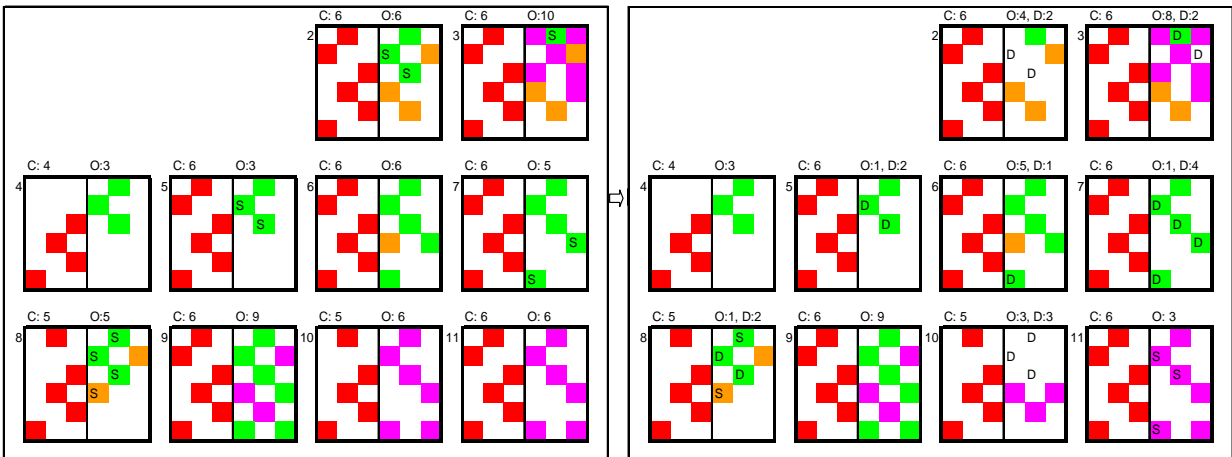 C: 6 O:6 C: 6 O:10
2 S S
3 S
C: 4 O:3 C: 6 O:3 C: 6 O:6 C: 6 O: 5
4
5 S S
6
7 S S
C: 5 O:5 C: 6 O: 9 C: 6 O: 6 C: 6 O: 6
8 S S S S
9
10
11
C: 6 O:4, D:2 C: 6 O:8, D:2
2 D D
3 D D
C: 4 O:3 C: 6 O:1, D:2 C: 6 O:5, D:1 C: 6 O:1, D:4
4
5 D D
6 D
7 D D D D
C: 5 O:1, D:2 C: 6 O: 9 C: 5 O:3, D:3 C: 6 O: 3
8 S D D S
9
10 D D D
11 S S S